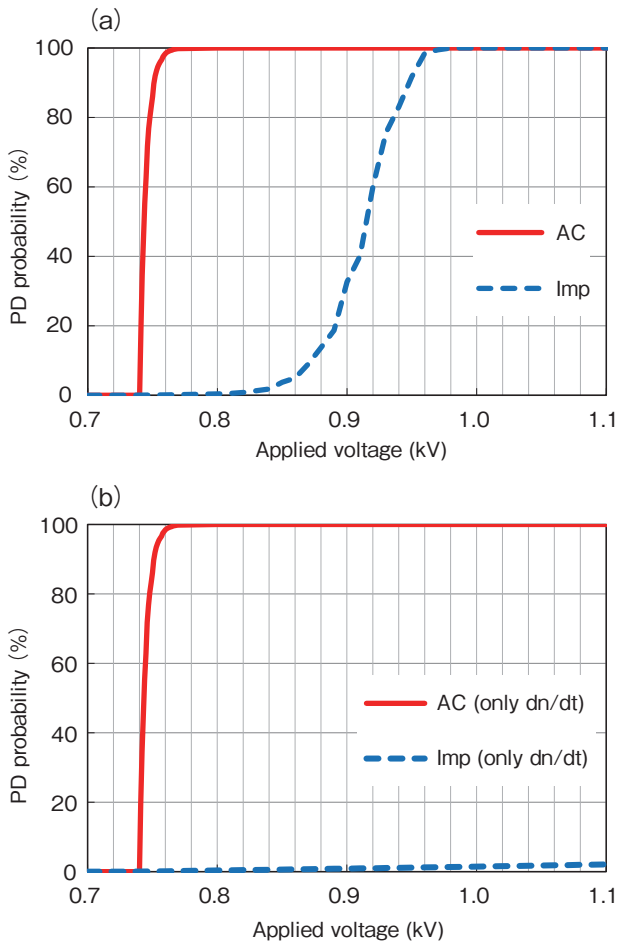 (a)
100
80
60
40
20
0
PD probability (%)
AC
Imp
0.7 0.8 0.9 1.0 1.1
Applied voltage (kV)
(b)
100
80
60
40
20
0
PD probability (%)
AC (only dn/dt)
Imp (only dn/dt)
0.7 0.8 0.9 1.0 1.1
Applied voltage (kV)